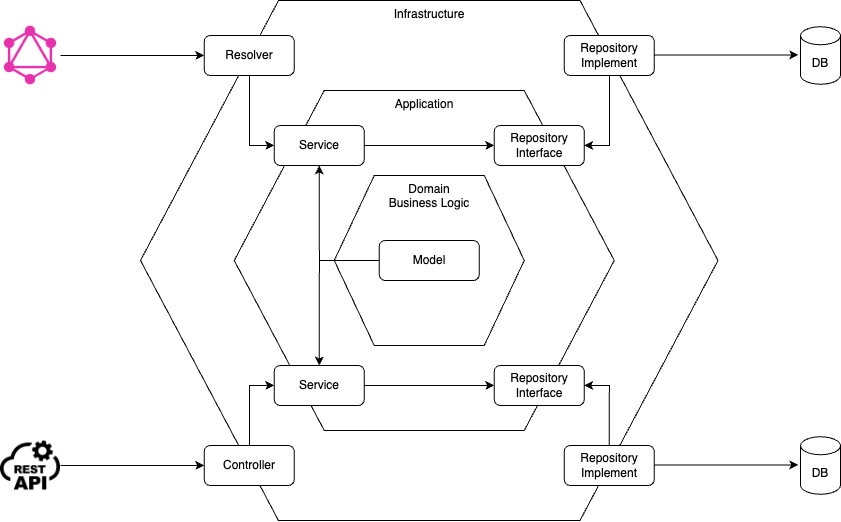 Infrastructure
Resolver
Repository
Implement
DB
Application
Service
Repository
Interface
Domain
Business Logic
Model
Service
Repository
Interface
REST
API
Controller
Repository
Implement
DB